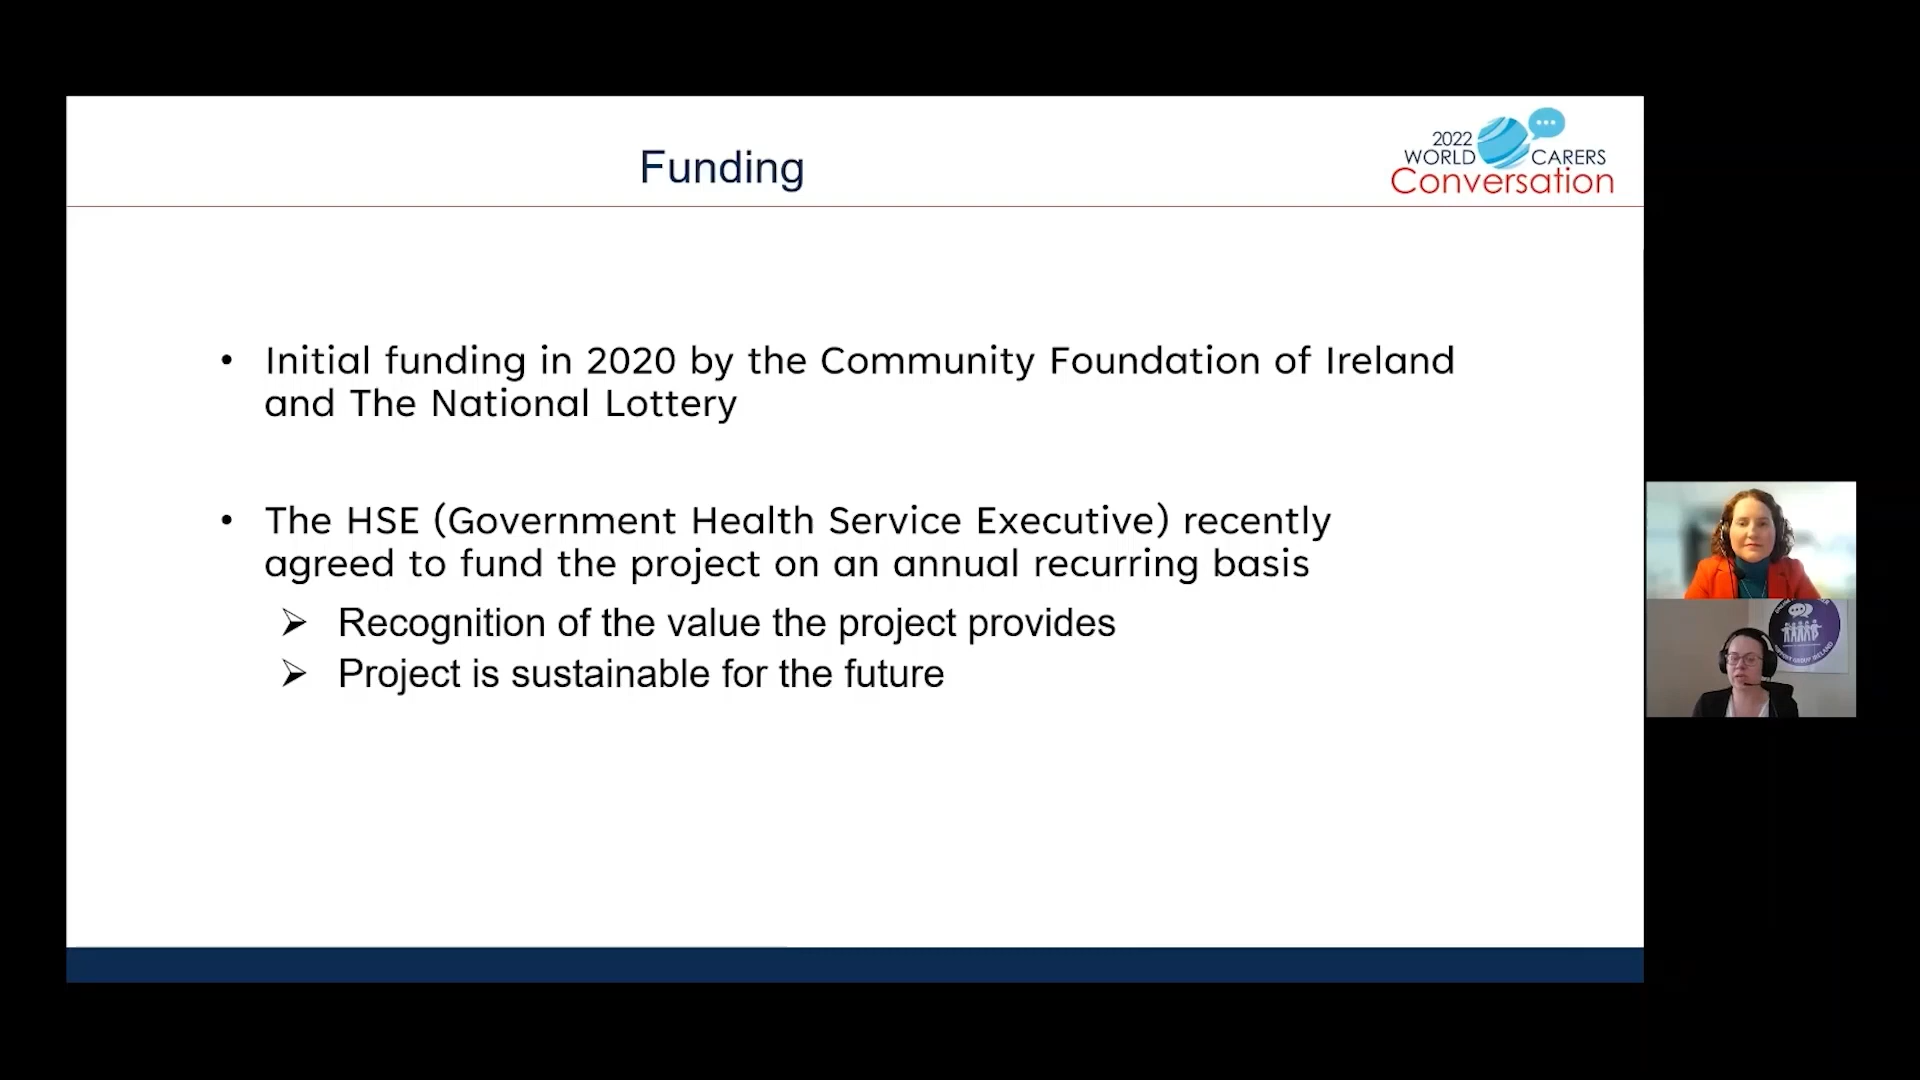 Funding
2022
WORLD CARERS
Conversation
• Initial funding in 2020 by the Community Foundation of Ireland
and The National Lottery
• The HSE (Government Health Service Executive) recently
agreed to fund the project on an annual recurring basis
➢ Recognition of the value the project provides
➢ Project is sustainable for the future